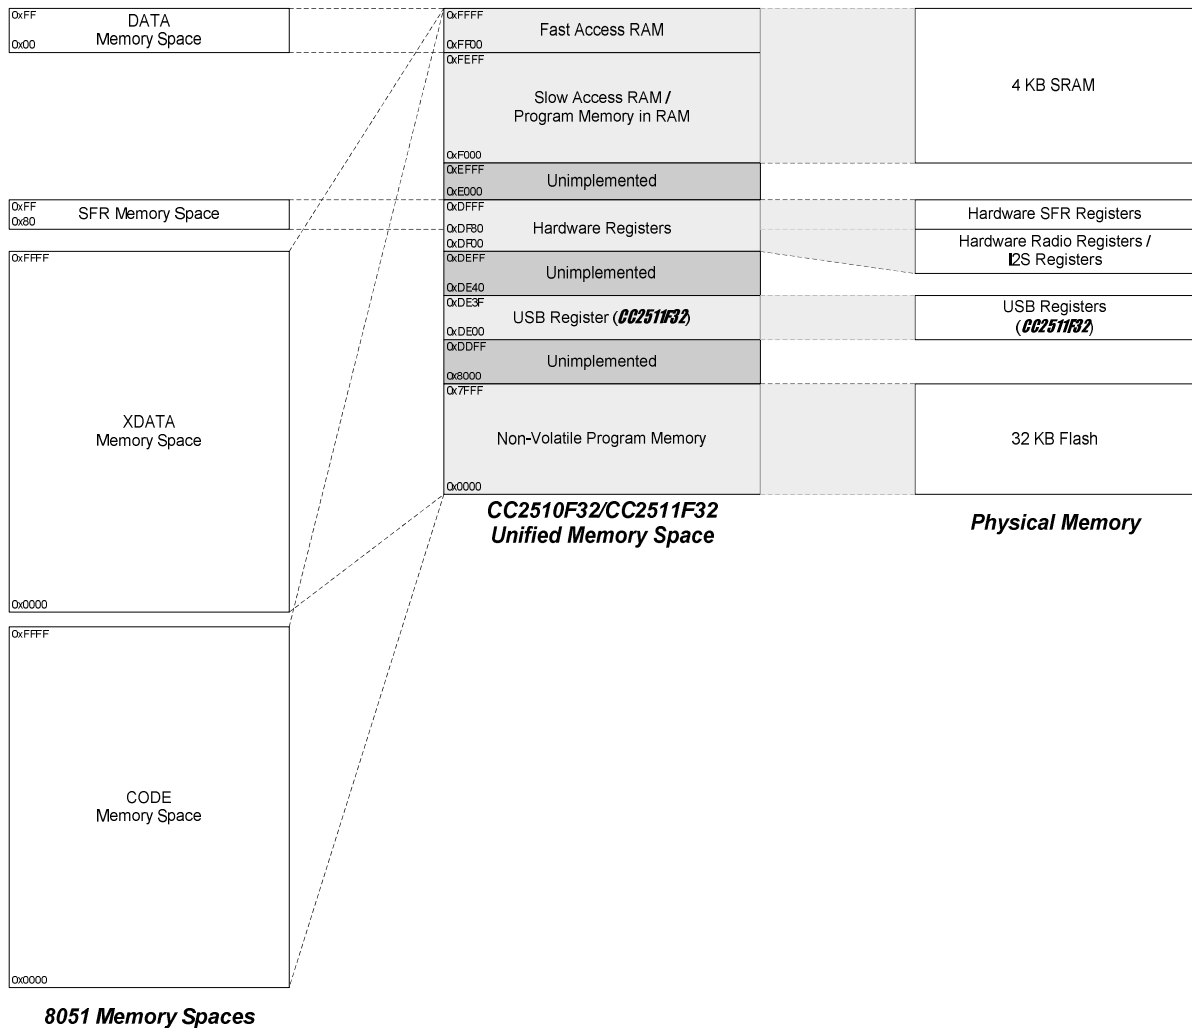 0xFF
DATA
Memory Space
0x00
0xFF
SFR Memory Space
0x80
0xFFFF
XDATA
Memory Space
0x0000
0xFFFF
CODE
Memory Space
0x0000
8051 Memory Spaces
0xFFFF
Fast Access RAM
0xFF00
0xFEFF
Slow Access RAM /
Program Memory in RAM
0xF000
0xEFFF
Unimplemented
0xE000
0xDFFF
0xDF80
Hardware Registers
0xDF00
0xDEFF
Unimplemented
0xDE40
0xDE3F
USB Register (CC2511F32)
0xDE00
0xDDFF
Unimplemented
0x8000
0x7FFF
Non-Volatile Program Memory
0x0000
CC2510F32/CC2511F32
Unified Memory Space
4 KB SRAM
Hardware SFR Registers
Hardware Radio Registers /
I2S Registers
USB Registers
(CC2511F32)
32 KB Flash
Physical Memory